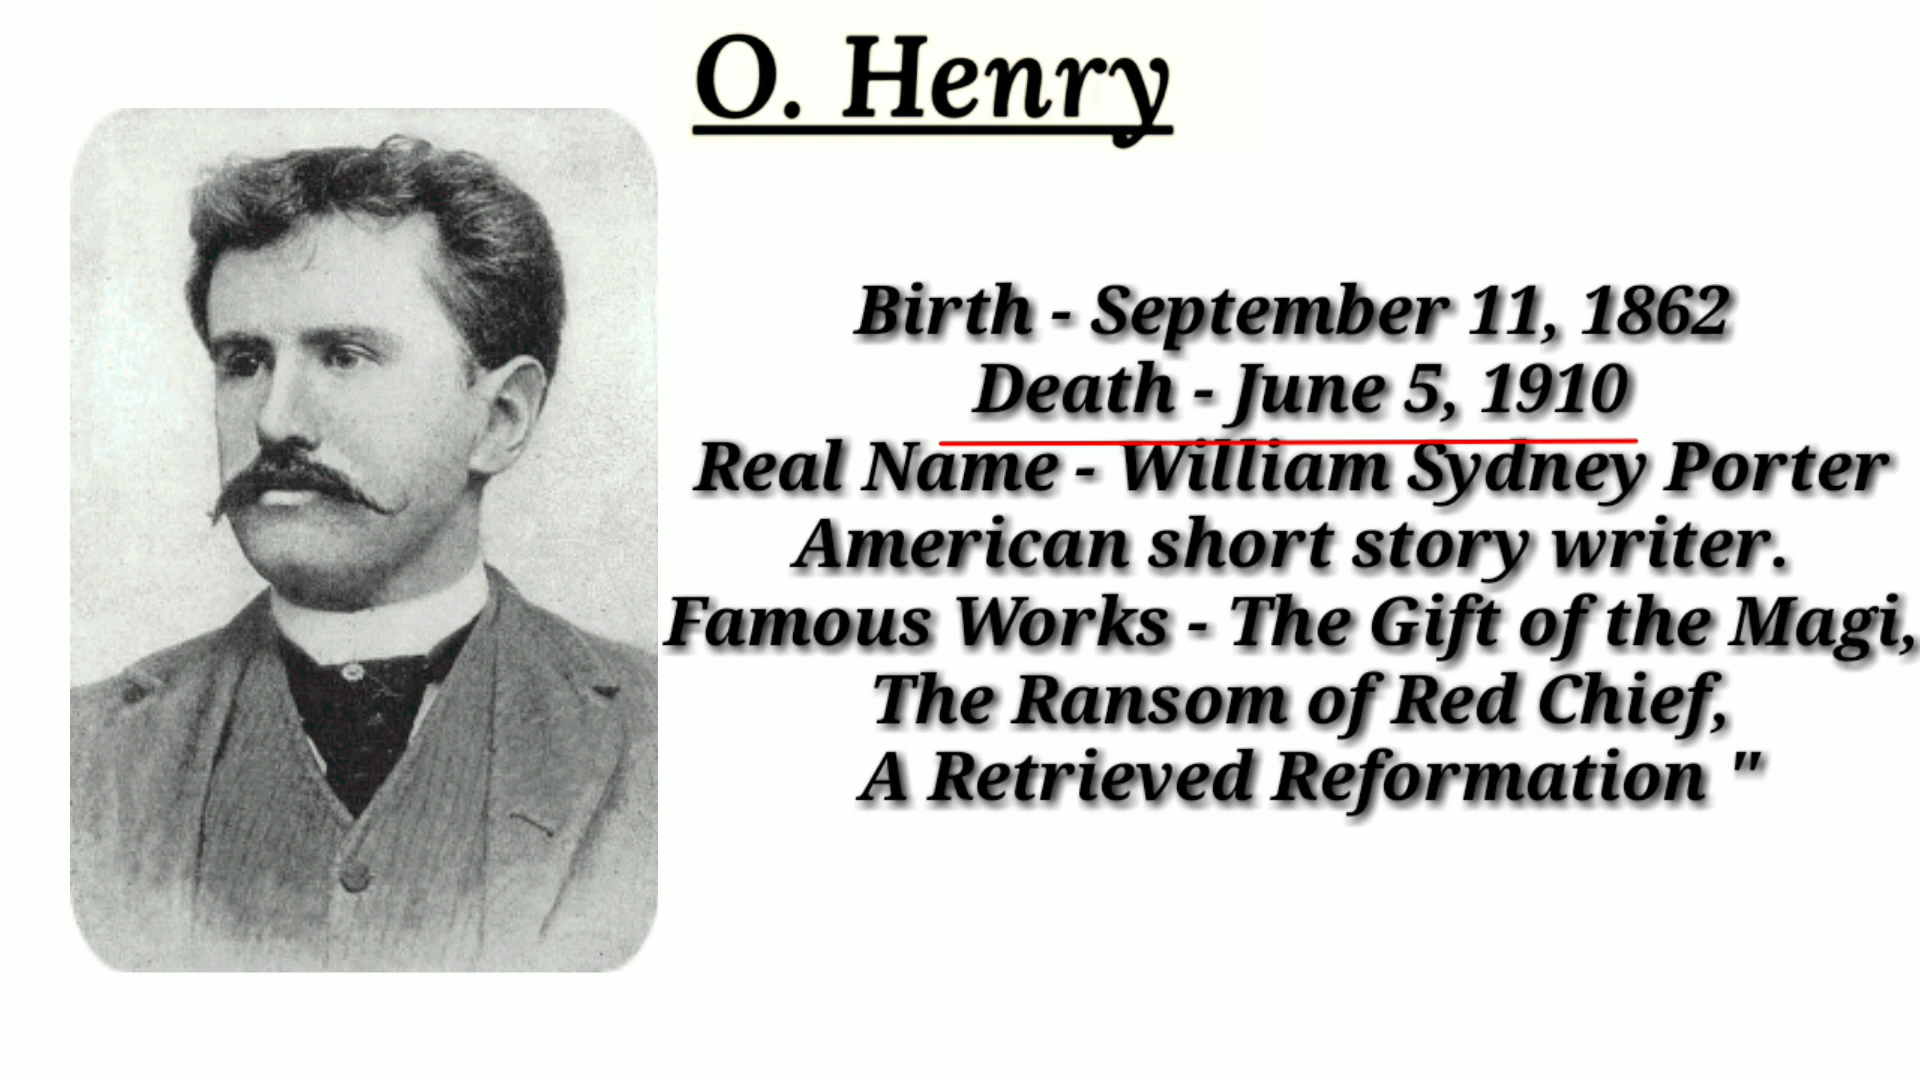 O. Henry
Birth - September 11, 1862
Death - June 5, 1910
Real Name - William Sydney Porter
American short story writer.
Famous Works - The Gift of the Magi,
The Ransom of Red Chief,
A Retrieved Reformation "